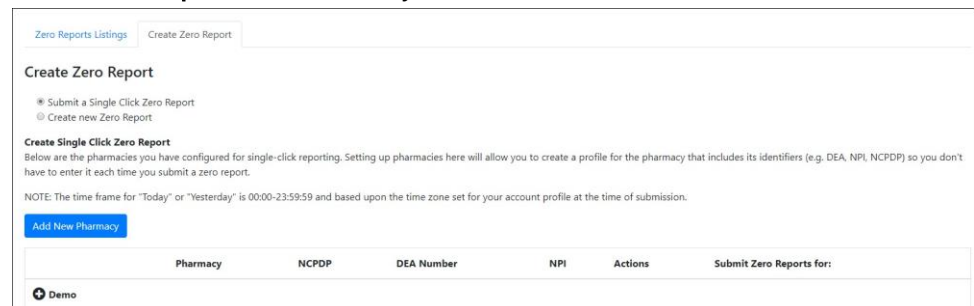 Zero Reports Listings Create Zero Report
Create Zero Report
Submit a Single Click Zero Report
Create new Zero Report
Create Single Click Zero Report
Below are the pharmacies you have configured for single-click reporting. Setting up pharmacies here will allow you to create a profile for the pharmacy that includes its identifiers (e.g. DEA, NPI, NCPDP) so you don't
have to enter it each time you submit a zero report.
NOTE: The time frame for "Today" or "Yesterday" is 00:00-23:59:59 and based upon the time zone set for your account profile at the time of submission.
Add New Pharmacy
Pharmacy NCPDP DEA Number NPI Actions Submit Zero Reports for:
Demo